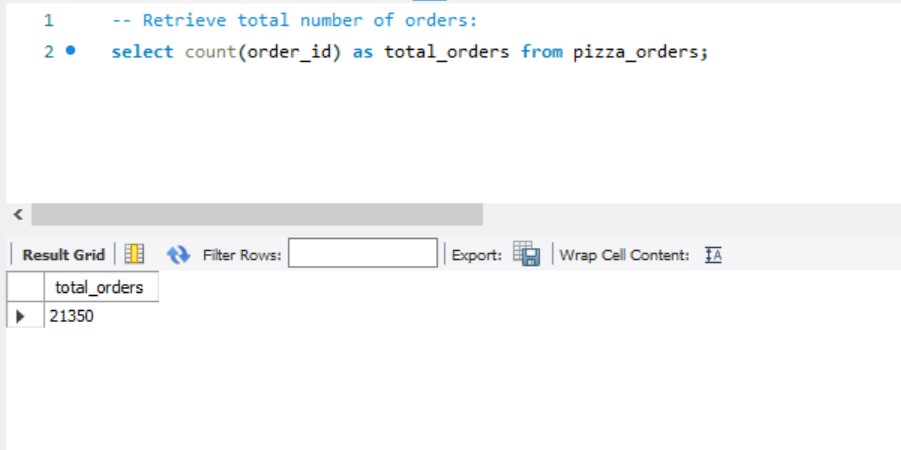 1 -- Retrieve total number of orders:
2 select count(order_id) as total_orders from pizza_orders;
Result Grid Filter Rows: Export: Wrap Cell Content: IA
total_orders
21350